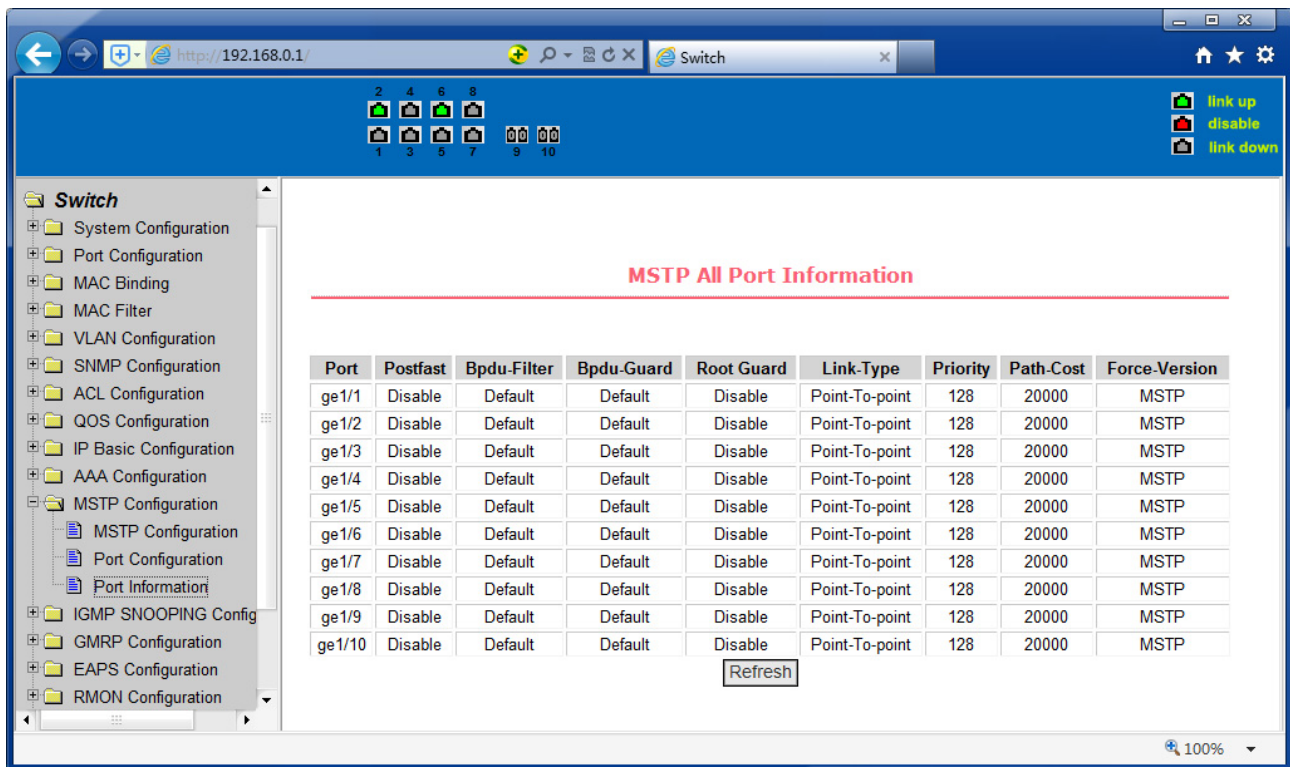 http://192.168.0.1/
Switch
2 4 6 8
1 3 5 7 9 10
link up
disable
link down
Switch
System Configuration
Port Configuration
MAC Binding
MAC Filter
VLAN Configuration
SNMP Configuration
ACL Configuration
QOS Configuration
IP Basic Configuration
AAA Configuration
MSTP Configuration
MSTP Configuration
Port Configuration
Port Information
IGMP SNOOPING Config
GMRP Configuration
EAPS Configuration
RMON Configuration
MSTP All Port Information
Port Postfast Bpdu-Filter Bpdu-Guard Root Guard Link-Type Priority Path-Cost Force-Version
ge1/1 Disable Default Default Disable Point-To-point 128 20000 MSTP
ge1/2 Disable Default Default Disable Point-To-point 128 20000 MSTP
ge1/3 Disable Default Default Disable Point-To-point 128 20000 MSTP
ge1/4 Disable Default Default Disable Point-To-point 128 20000 MSTP
ge1/5 Disable Default Default Disable Point-To-point 128 20000 MSTP
ge1/6 Disable Default Default Disable Point-To-point 128 20000 MSTP
ge1/7 Disable Default Default Disable Point-To-point 128 20000 MSTP
ge1/8 Disable Default Default Disable Point-To-point 128 20000 MSTP
ge1/9 Disable Default Default Disable Point-To-point 128 20000 MSTP
ge1/10 Disable Default Default Disable Point-To-point 128 20000 MSTP
Refresh
100%